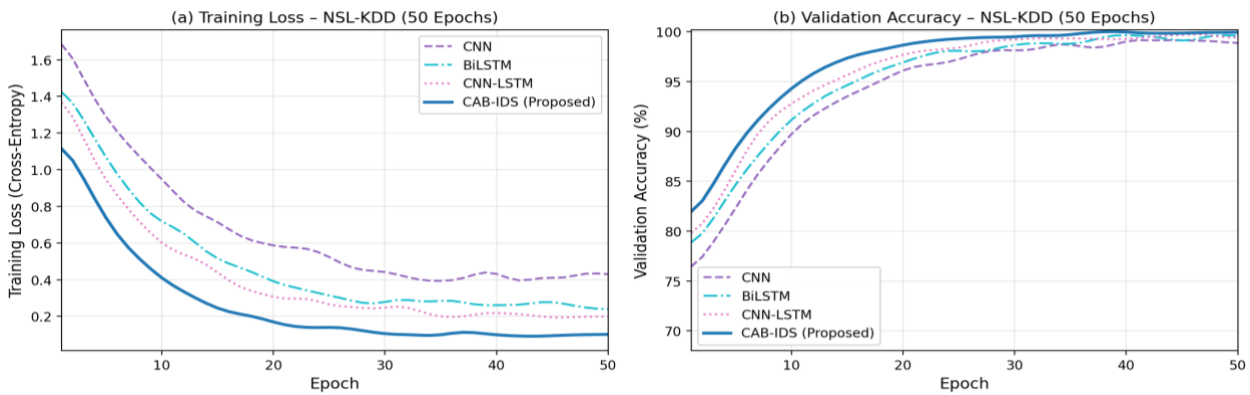 (a) Training Loss – NSL-KDD (50 Epochs)
Training Loss (Cross-Entropy)
1.6
1.4
1.2
1.0
0.8
0.6
0.4
0.2
CNN
BiLSTM
CNN-LSTM
CAB-IDS (Proposed)
10 20 30 40 50
Epoch
(b) Validation Accuracy – NSL-KDD (50 Epochs)
Validation Accuracy (%)
100
95
90
85
80
75
70
CNN
BiLSTM
CNN-LSTM
CAB-IDS (Proposed)
10 20 30 40 50
Epoch